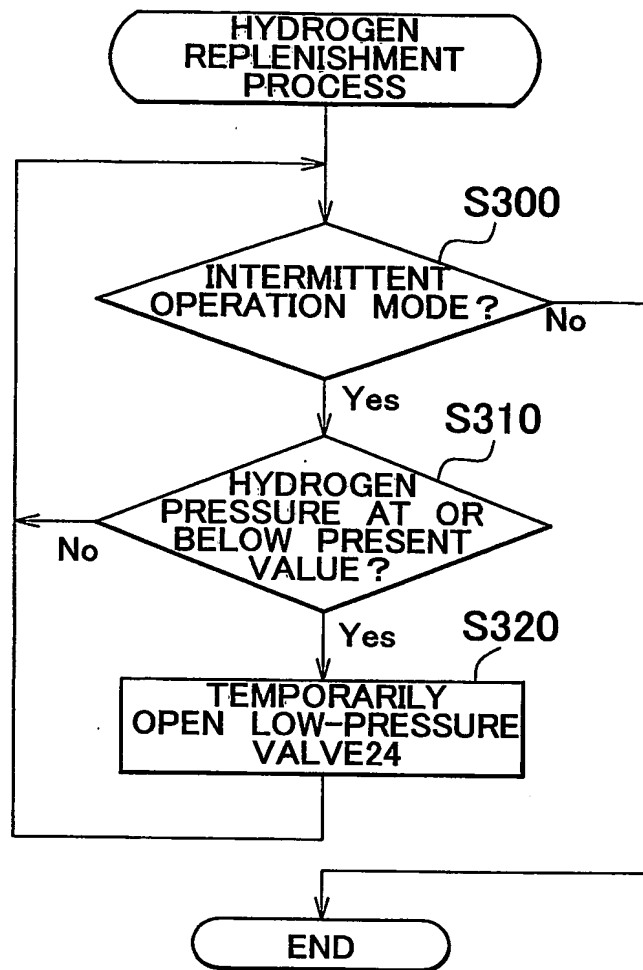 HYDROGEN
REPLENISHMENT
PROCESS
S300
INTERMITTENT
OPERATION MODE?
No
Yes
S310
HYDROGEN
PRESSURE AT OR
BELOW PRESENT
VALUE?
No
Yes
S320
TEMPORARILY
OPEN LOW-PRESSURE
VALVE24
END